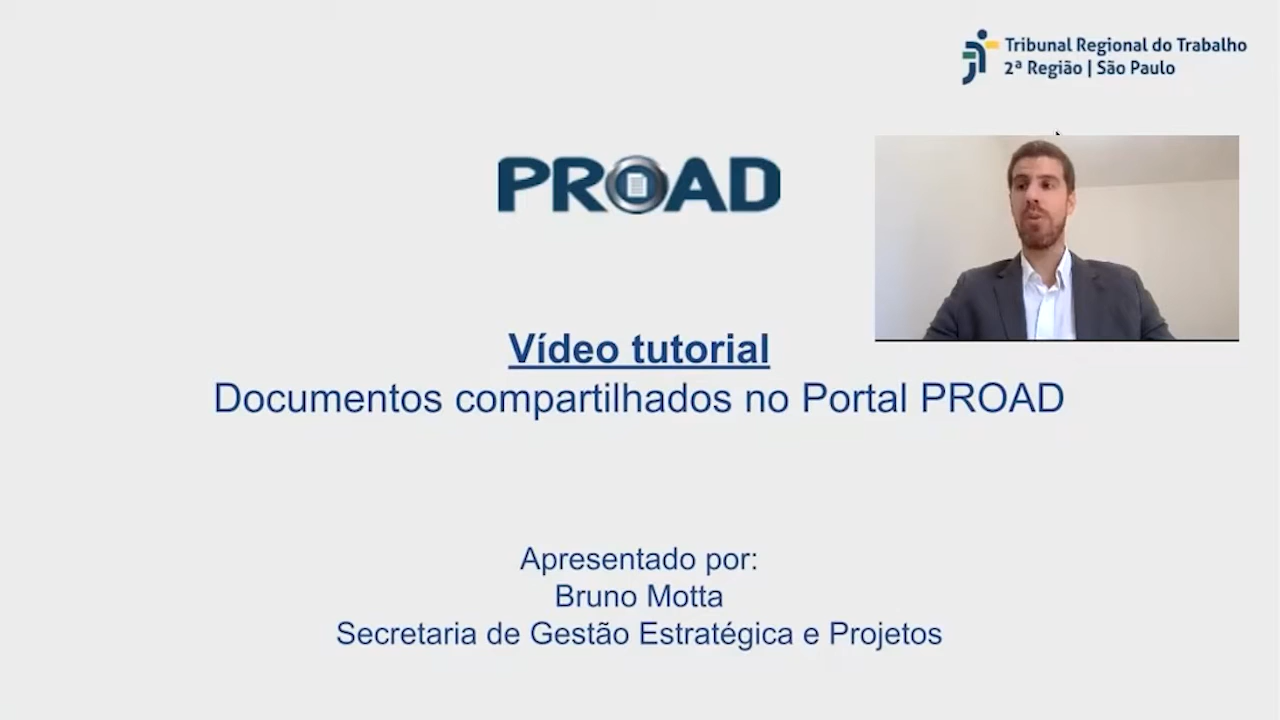 Tribunal Regional do Trabalho
2ª Região | São Paulo
PROAD
Vídeo tutorial
Documentos compartilhados no Portal PROAD
Apresentado por:
Bruno Motta
Secretaria de Gestão Estratégica e Projetos